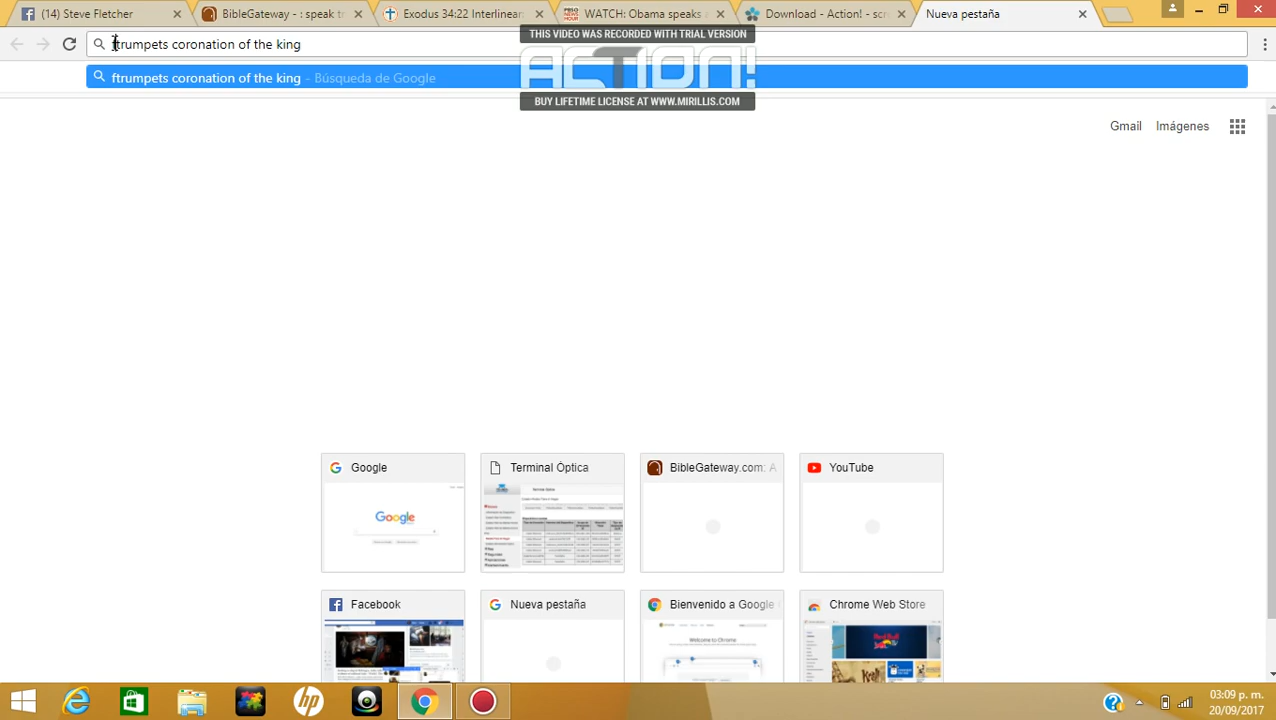 (14) Steve Fletcher
BibleGateway - speak tr
Exodus 34:22 Interlinear
WATCH: Obama speaks
Download - Action! - scr
Nueva pestaña
THIS VIDEO WAS RECORDED WITH TRIAL VERSION
ACTION!
BUY LIFETIME LICENSE AT WWW.MIRILLIS.COM
ftrumpets coronation of the king
ftrumpets coronation of the king - Búsqueda de Google
Gmail Imágenes
Google
Terminal Óptica
BibleGateway.com: A
YouTube
Google
Facebook
Nueva pestaña
Bienvenido a Google
Chrome Web Store
Welcome to Chrome
03:09 p. m.
20/09/2017